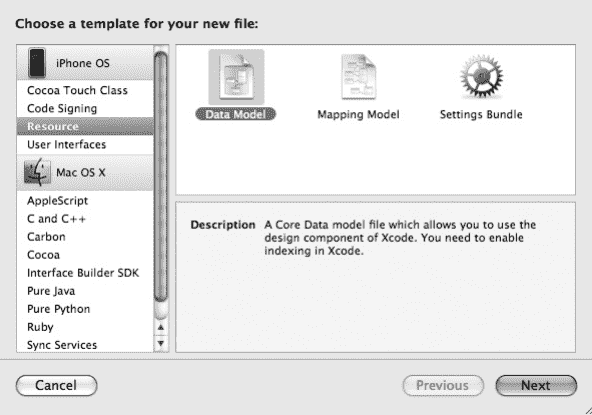 Choose a template for your new file:
iPhone OS
Cocoa Touch Class
Code Signing
Resource
User Interfaces
Mac OS X
AppleScript
C and C++
Carbon
Cocoa
Interface Builder SDK
Pure Java
Pure Python
Ruby
Sync Services
Data Model
Mapping Model
Settings Bundle
Description A Core Data model file which allows you to use the
design component of Xcode. You need to enable
indexing in Xcode.
Cancel
Previous
Next